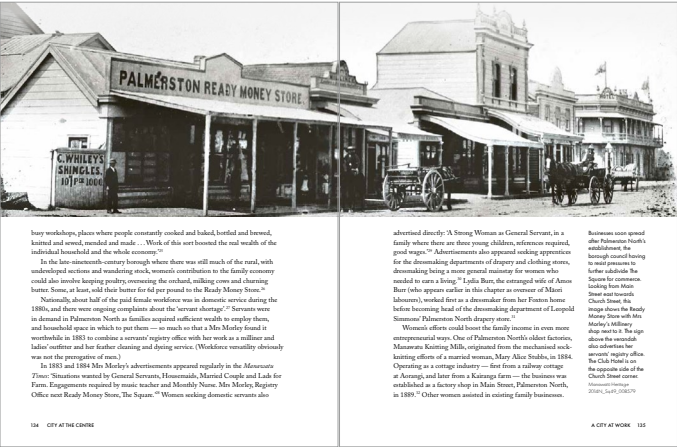 PALMERSTON READY MONEY STORE.
C. WHILEY'S
SHINGLES.
busy workshops, places where people constantly cooked and baked, bottled and brewed,
knitted and sewed, mended and made . . . Work of this sort boosted the real wealth of the
individual household and the whole economy.'²⁵
In the late-nineteenth-century borough where there was still much of the rural, with
undeveloped sections and wandering stock, women's contribution to the family economy
could also involve keeping poultry, overseeing the orchard, milking cows and churning
butter. Some, at least, sold their butter for 6d per pound to the Ready Money Store.²⁶
Nationally, about half of the paid female workforce was in domestic service during the
1880s, and there were ongoing complaints about the 'servant shortage'.²⁷ Servants were
in demand in Palmerston North as families acquired sufficient wealth to employ them,
and household space in which to put them — so much so that a Mrs Morley found it
worthwhile in 1883 to combine a servants' registry office with her work as a milliner and
ladies' outfitter and her feather cleaning and dyeing service. (Workforce versatility obviously
was not the prerogative of men.)
In 1883 and 1884 Mrs Morley's advertisements appeared regularly in the Manawatu
Times: 'Situations wanted by General Servants, Housemaids, Married Couple and Lads for
Farm. Engagements required by music teacher and Monthly Nurse. Mrs Morley, Registry
Office next Ready Money Store, The Square.'²⁸ Women seeking domestic servants also
134 CITY AT THE CENTRE
advertised directly: 'A Strong Woman as General Servant, in a
family where there are three young children, references required,
good wages.'²⁹ Advertisements also appeared seeking apprentices
for the dressmaking departments of drapery and clothing stores,
dressmaking being a more general mainstay for women who
needed to earn a living.³⁰ Lydia Burr, the estranged wife of Amos
Burr (who appears earlier in this chapter as overseer of Māori
labourers), worked first as a dressmaker from her Foxton home
before becoming head of the dressmaking department of Leopold
Simmons' Palmerston North drapery store.³¹
Women's efforts could boost the family income in even more
entrepreneurial ways. One of Palmerston North's oldest factories,
Manawatu Knitting Mills, originated from the mechanised sock-
knitting efforts of a married woman, Mary Alice Stubbs, in 1884.
Operating as a cottage industry — first from a railway cottage
at Aorangi, and later from a Kairanga farm — the business was
established as a factory shop in Main Street, Palmerston North,
in 1889.³² Other women assisted in existing family businesses.
Businesses soon spread
after Palmerston North's
establishment, the
borough council having
to resist pressures to
further subdivide The
Square for commerce.
Looking from Main
Street east towards
Church Street, this
image shows the Ready
Money Store with Mrs
Morley's Millinery
shop next to it. The sign
above the verandah
also advertises her
servants' registry office.
The Club Hotel is on
the opposite side of the
Church Street corner.
Manawatū Heritage
A CITY AT WORK 135